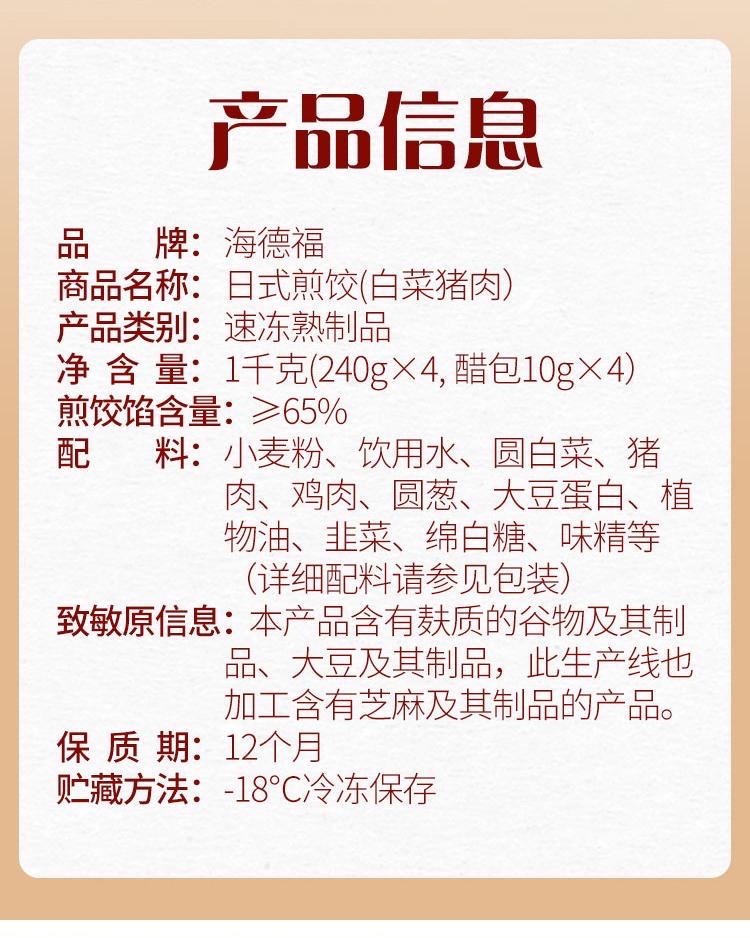 产品信息
品 牌：海德福
商品名称：日式煎饺(白菜猪肉）
产品类别：速冻熟制品
净 含 量：1千克(240g×4, 醋包10g×4）
煎饺馅含量：≥65%
配 料：小麦粉、饮用水、圆白菜、猪
肉、鸡肉、圆葱、大豆蛋白、植
物油、韭菜、绵白糖、味精等
（详细配料请参见包装）
致敏原信息：本产品含有麸质的谷物及其制
品、大豆及其制品，此生产线也
加工含有芝麻及其制品的产品。
保 质 期：12个月
贮藏方法：-18℃冷冻保存